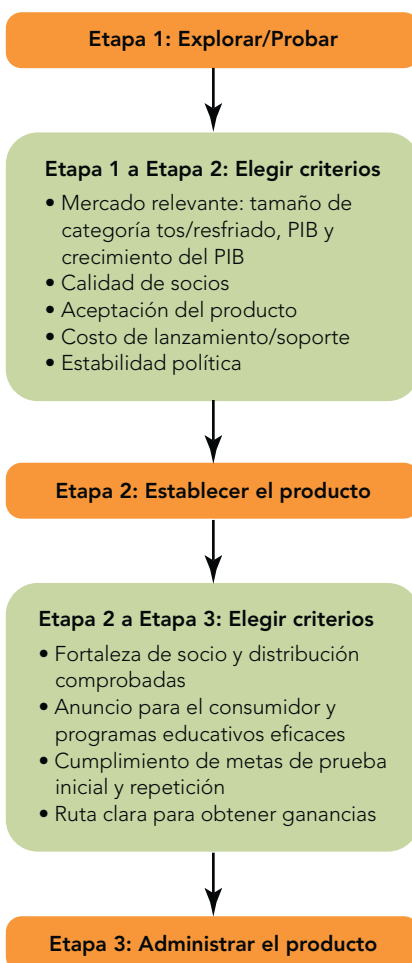 Etapa 1: Explorar/Probar
Etapa 1 a Etapa 2: Elegir criterios
• Mercado relevante: tamaño de
categoría tos/resfriado, PIB y
crecimiento del PIB
• Calidad de socios
• Aceptación del producto
• Costo de lanzamiento/soporte
• Estabilidad política
Etapa 2: Establecer el producto
Etapa 2 a Etapa 3: Elegir criterios
• Fortaleza de socio y distribución
comprobadas
• Anuncio para el consumidor y
programas educativos eficaces
• Cumplimiento de metas de prueba
inicial y repetición
• Ruta clara para obtener ganancias
Etapa 3: Administrar el producto